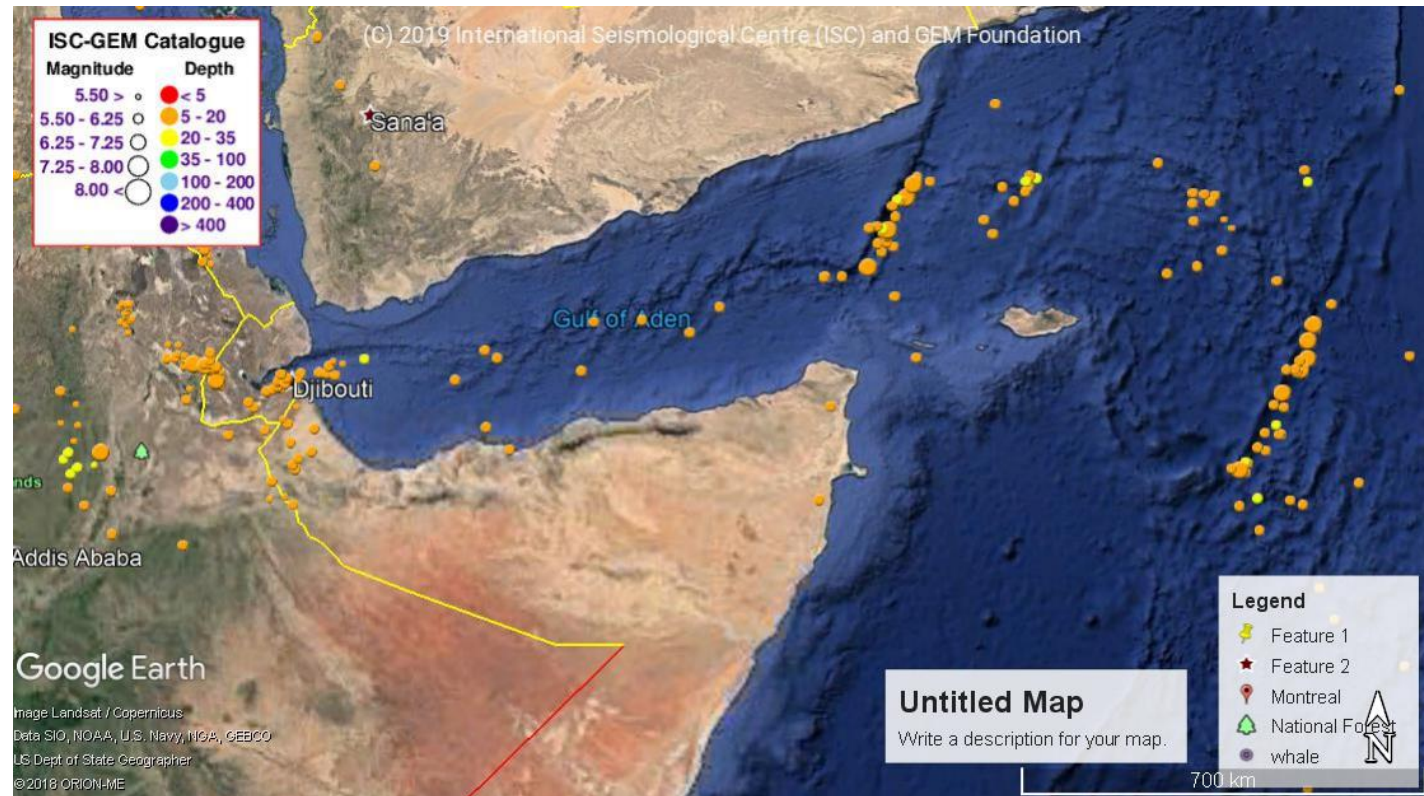 (C) 2019 International Seismological Centre (ISC) and GEM Foundation
ISC-GEM Catalogue
Magnitude Depth
5.50 > < 5
5.50 - 6.25 5 - 20
6.25 - 7.25 20 - 35
7.25 - 8.00 35 - 100
8.00 < 100 - 200
200 - 400
> 400
Sana'a
Gulf of Aden
Djibouti
nds
Addis Ababa
Google Earth
Image Landsat / Copernicus
Data SIO, NOAA, U.S. Navy, NGA, GEBCO
US Dept of State Geographer
©2018 ORION-ME
Untitled Map
Write a description for your map.
Legend
Feature 1
Feature 2
Montreal
National Forest
whale
N
700 km